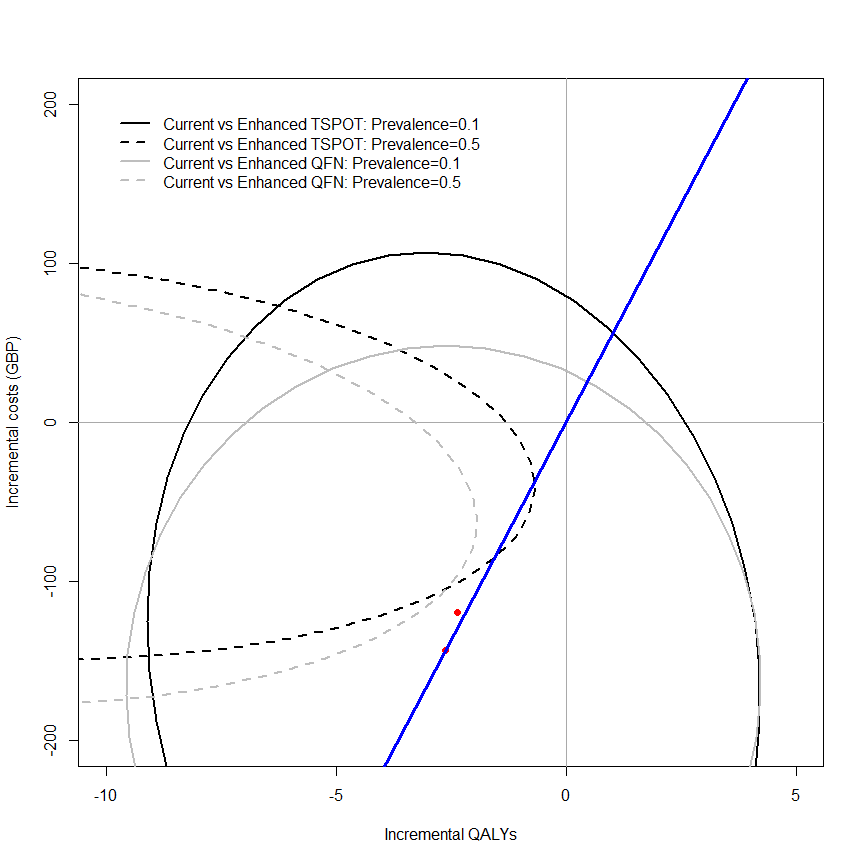 200
Current vs Enhanced TSPOT: Prevalence=0.1
Current vs Enhanced TSPOT: Prevalence=0.5
Current vs Enhanced QFN: Prevalence=0.1
Current vs Enhanced QFN: Prevalence=0.5
100
0
-100
-200
Incremental costs (GBP)
-10 -5 0 5
Incremental QALYs